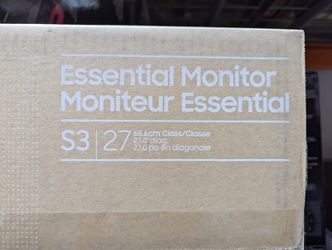 Essential Monitor
Moniteur Essential
S3 | 27
68.6cm Class/Classe
27.0" diag.
27,0 po en diagonale